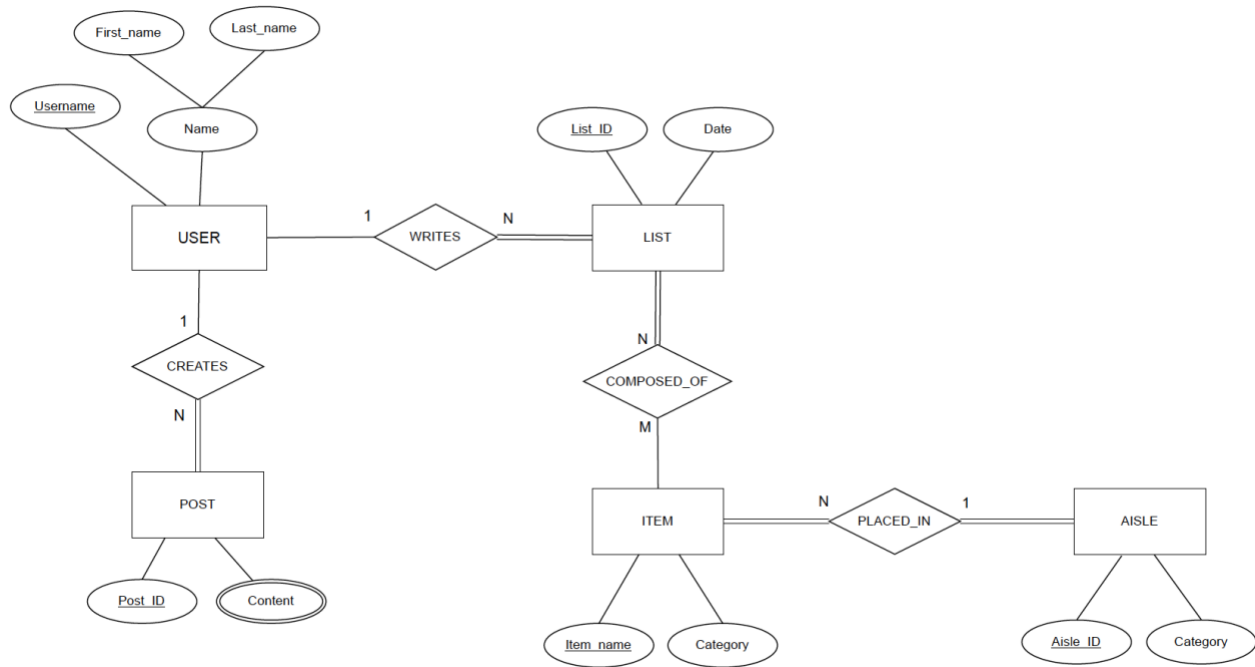 First_name
Last_name
Username
Name
List_ID
Date
USER
1
WRITES
N
LIST
1
CREATES
N
N
COMPOSED_OF
M
POST
ITEM
N
PLACED_IN
1
AISLE
Post_ID
Content
Item_name
Category
Aisle_ID
Category